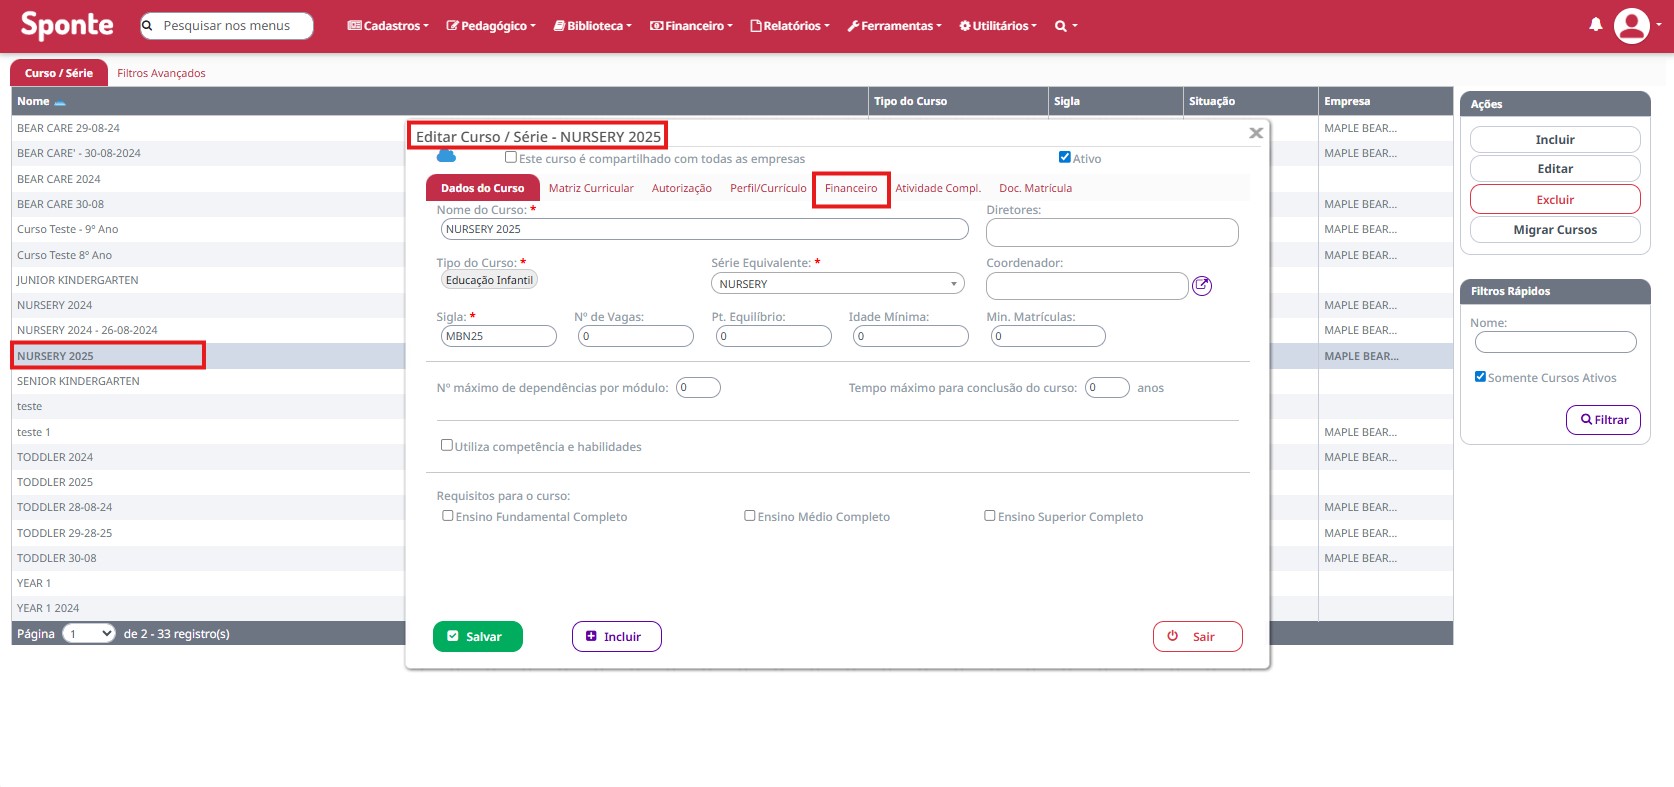 Sponte
Pesquisar nos menus
Cadastros
Pedagógico
Biblioteca
Financeiro
Relatórios
Ferramentas
Utilitários
Curso / Série
Filtros Avançados
Nome
Tipo do Curso
Sigla
Situação
Empresa
BEAR CARE 29-08-24
MAPLE BEAR...
BEAR CARE' - 30-08-2024
MAPLE BEAR...
BEAR CARE 2024
BEAR CARE 30-08
MAPLE BEAR...
Curso Teste - 9º Ano
MAPLE BEAR...
Curso Teste 8º Ano
MAPLE BEAR...
JUNIOR KINDERGARTEN
NURSERY 2024
MAPLE BEAR...
NURSERY 2024 - 26-08-2024
MAPLE BEAR...
NURSERY 2025
MAPLE BEAR...
SENIOR KINDERGARTEN
teste
teste 1
MAPLE BEAR...
TODDLER 2024
MAPLE BEAR...
TODDLER 2025
TODDLER 28-08-24
MAPLE BEAR...
TODDLER 29-28-25
MAPLE BEAR...
TODDLER 30-08
MAPLE BEAR...
YEAR 1
YEAR 1 2024
Página 1 de 2 - 33 registro(s)
Editar Curso / Série - NURSERY 2025
Este curso é compartilhado com todas as empresas
Ativo
Dados do Curso
Matriz Curricular
Autorização
Perfil/Currículo
Financeiro
Atividade Compl.
Doc. Matrícula
Nome do Curso: *
Diretores:
NURSERY 2025
Tipo do Curso: *
Série Equivalente: *
Coordenador:
Educação Infantil
NURSERY
Sigla: *
Nº de Vagas:
Pt. Equilíbrio:
Idade Mínima:
Min. Matrículas:
MBN25
0
0
0
0
Nº máximo de dependências por módulo: 0
Tempo máximo para conclusão do curso: 0 anos
Utiliza competência e habilidades
Requisitos para o curso:
Ensino Fundamental Completo
Ensino Médio Completo
Ensino Superior Completo
Salvar
Incluir
Sair
Ações
Incluir
Editar
Excluir
Migrar Cursos
Filtros Rápidos
Nome:
Somente Cursos Ativos
Filtrar